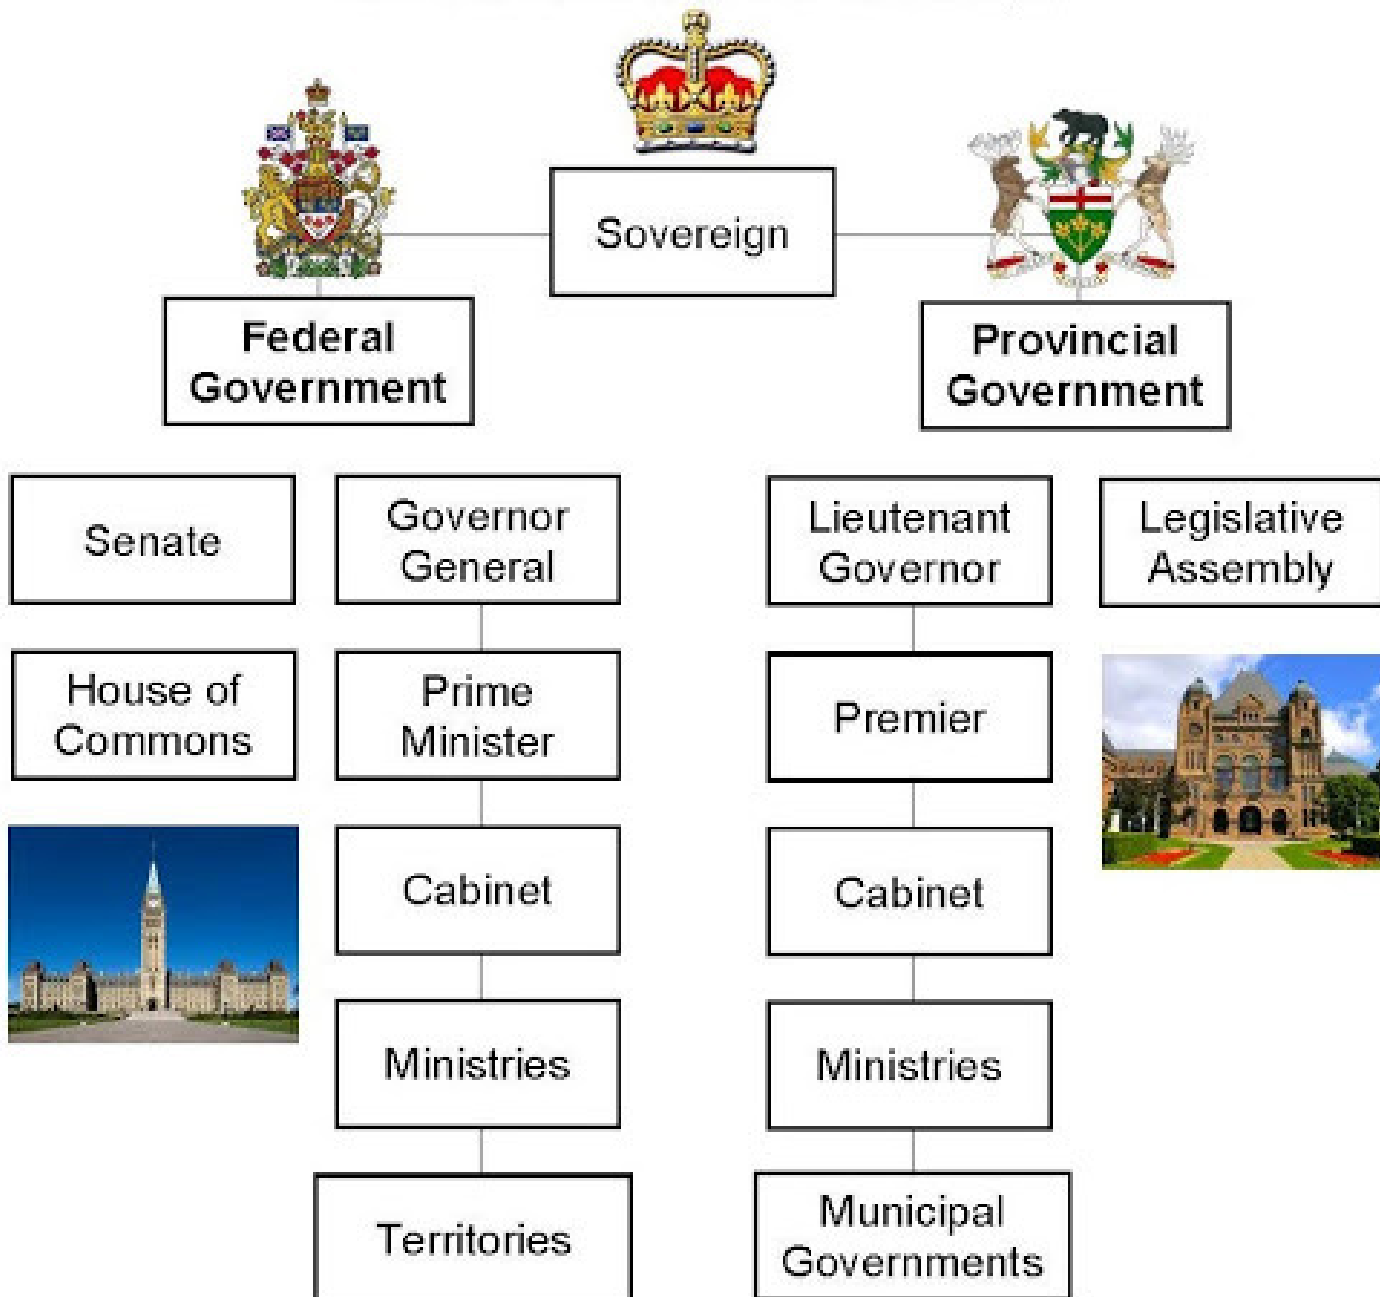 Sovereign
Federal
Government
Provincial
Government
Senate
Governor
General
Lieutenant
Governor
Legislative
Assembly
House of
Commons
Prime
Minister
Premier
Cabinet
Cabinet
Ministries
Ministries
Territories
Municipal
Governments